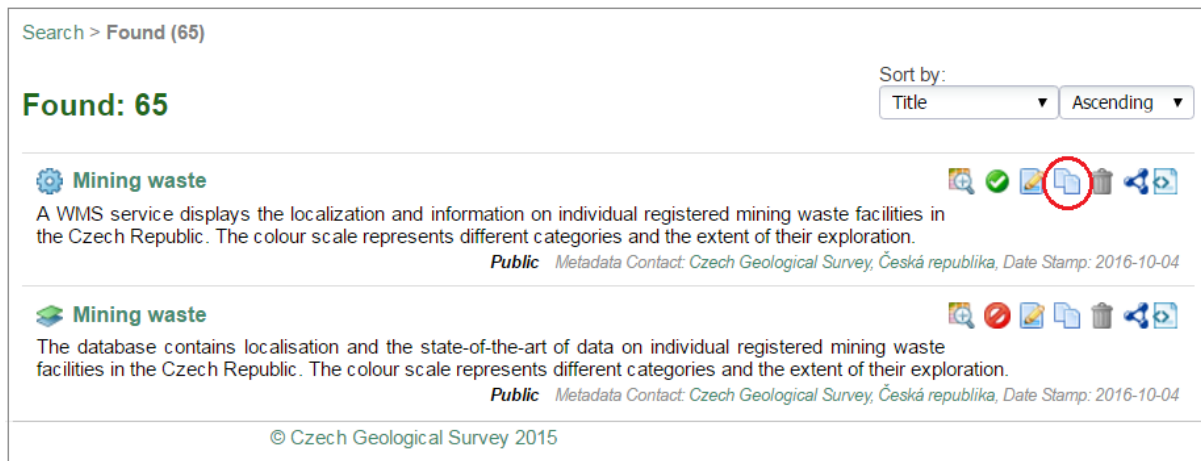 Search > Found (65)
Sort by:
Found: 65
Title
Ascending
Mining waste
A WMS service displays the localization and information on individual registered mining waste facilities in
the Czech Republic. The colour scale represents different categories and the extent of their exploration.
Public Metadata Contact: Czech Geological Survey, Česká republika, Date Stamp: 2016-10-04
Mining waste
The database contains localisation and the state-of-the-art of data on individual registered mining waste
facilities in the Czech Republic. The colour scale represents different categories and the extent of their exploration.
Public Metadata Contact: Czech Geological Survey, Česká republika, Date Stamp: 2016-10-04
© Czech Geological Survey 2015